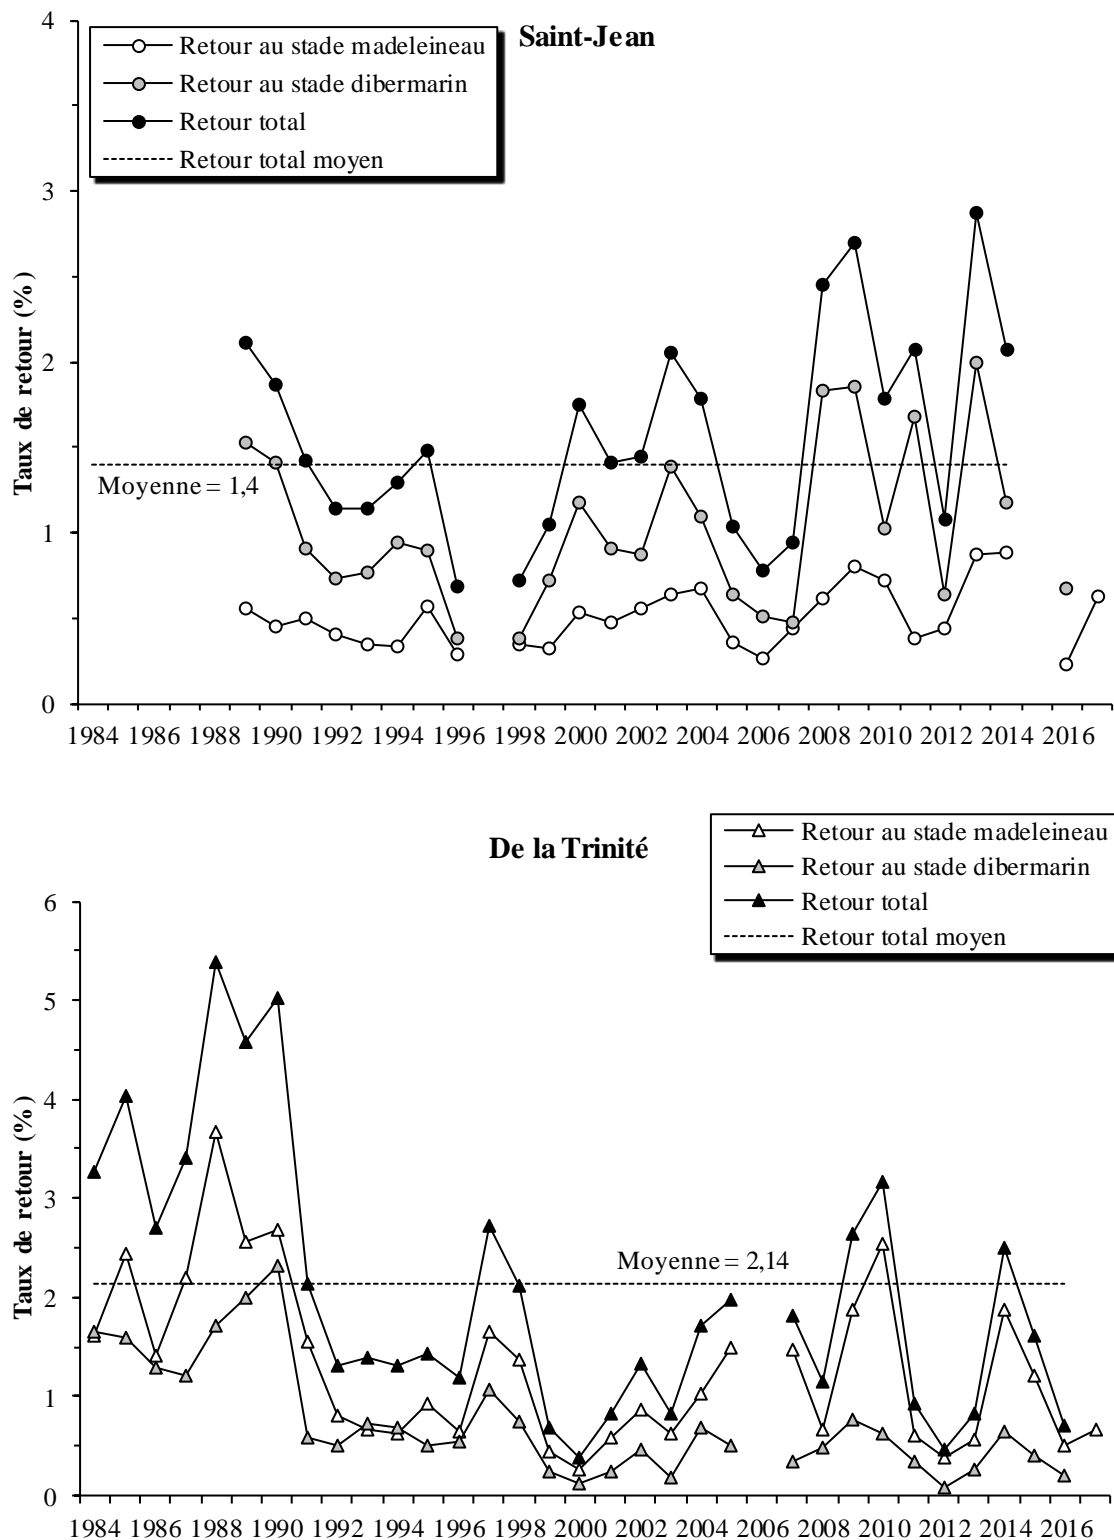 Saint-Jean
Retour au stade madeleineau
Retour au stade dibermarin
Retour total
Retour total moyen
Taux de retour (%)
4
3
2
1
0
Moyenne = 1,4
1984 1986 1988 1990 1992 1994 1996 1998 2000 2002 2004 2006 2008 2010 2012 2014 2016
De la Trinité
Retour au stade madeleineau
Retour au stade dibermarin
Retour total
Retour total moyen
Taux de retour (%)
6
5
4
3
2
1
0
Moyenne = 2,14
1984 1986 1988 1990 1992 1994 1996 1998 2000 2002 2004 2006 2008 2010 2012 2014 2016